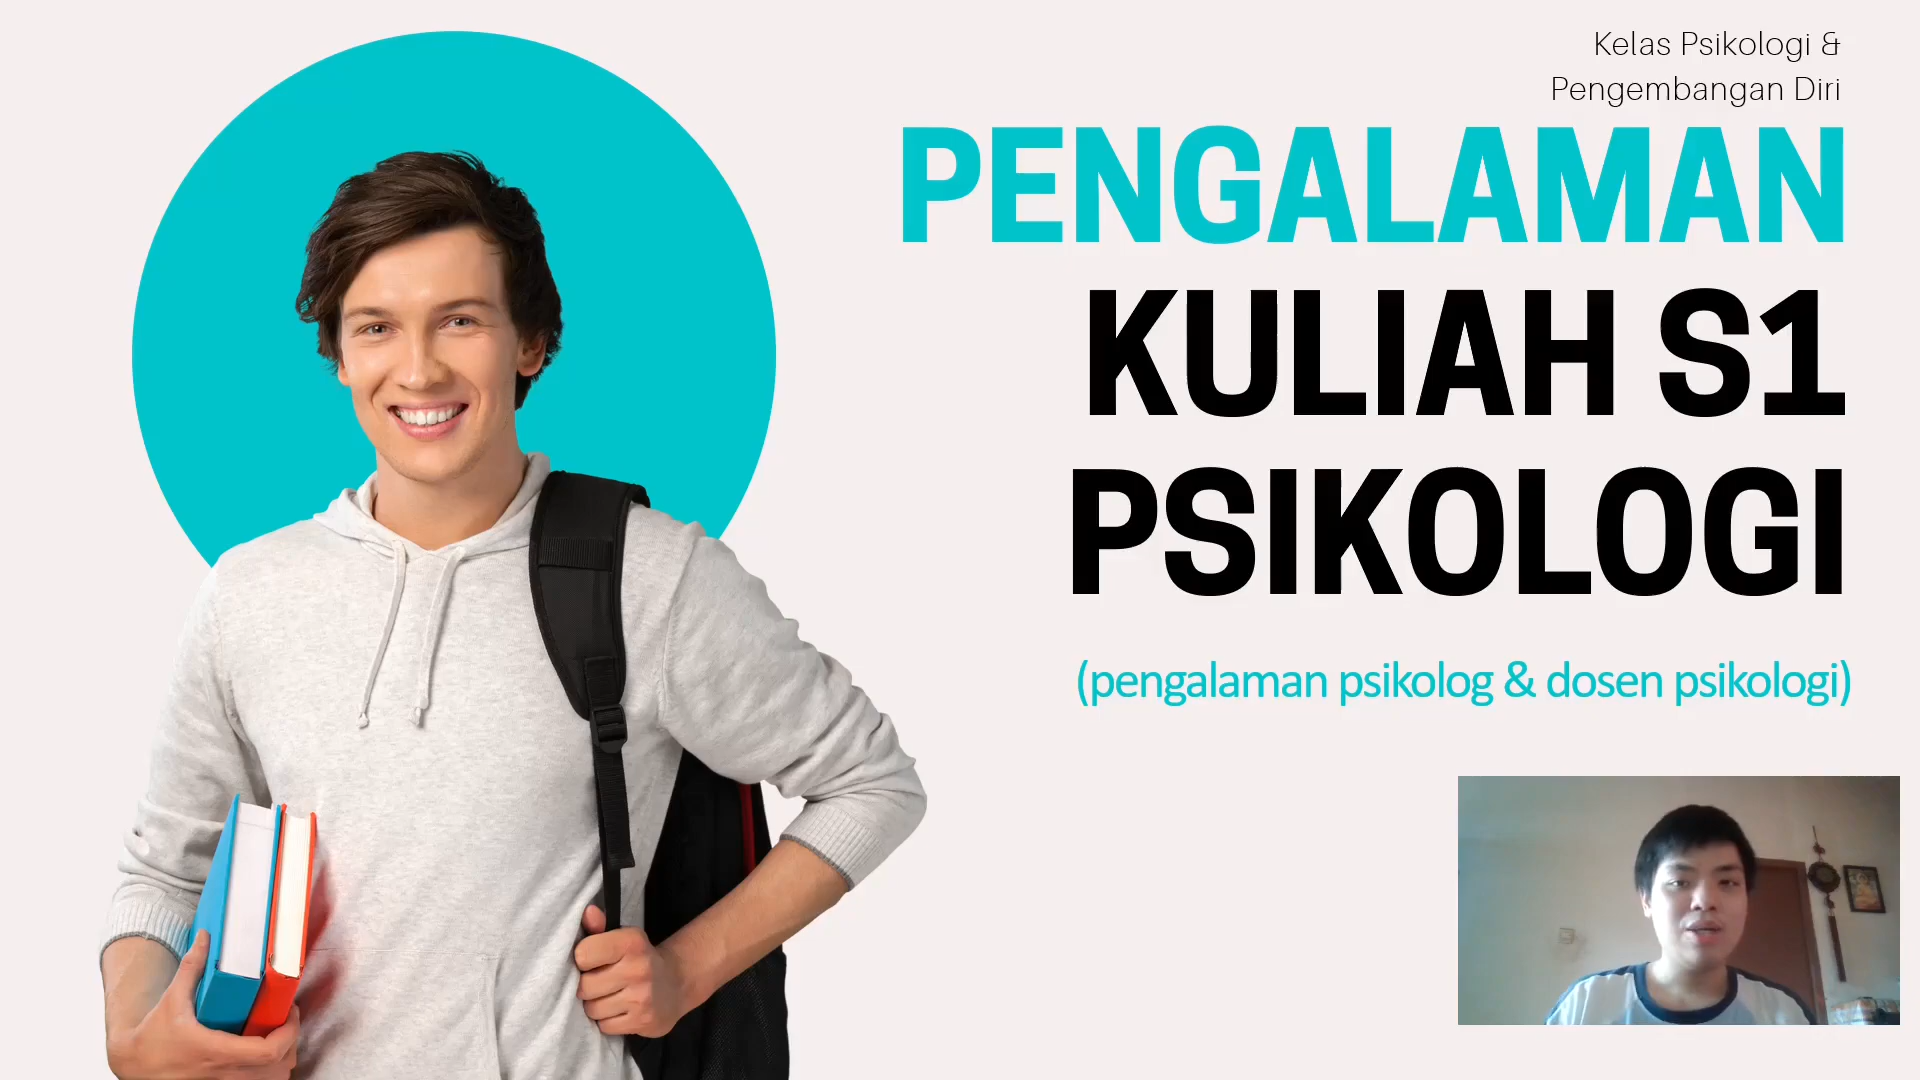 Kelas Psikologi &
Pengembangan Diri
PENGALAMAN
KULIAH S1
PSIKOLOGI
(pengalaman psikolog & dosen psikologi)